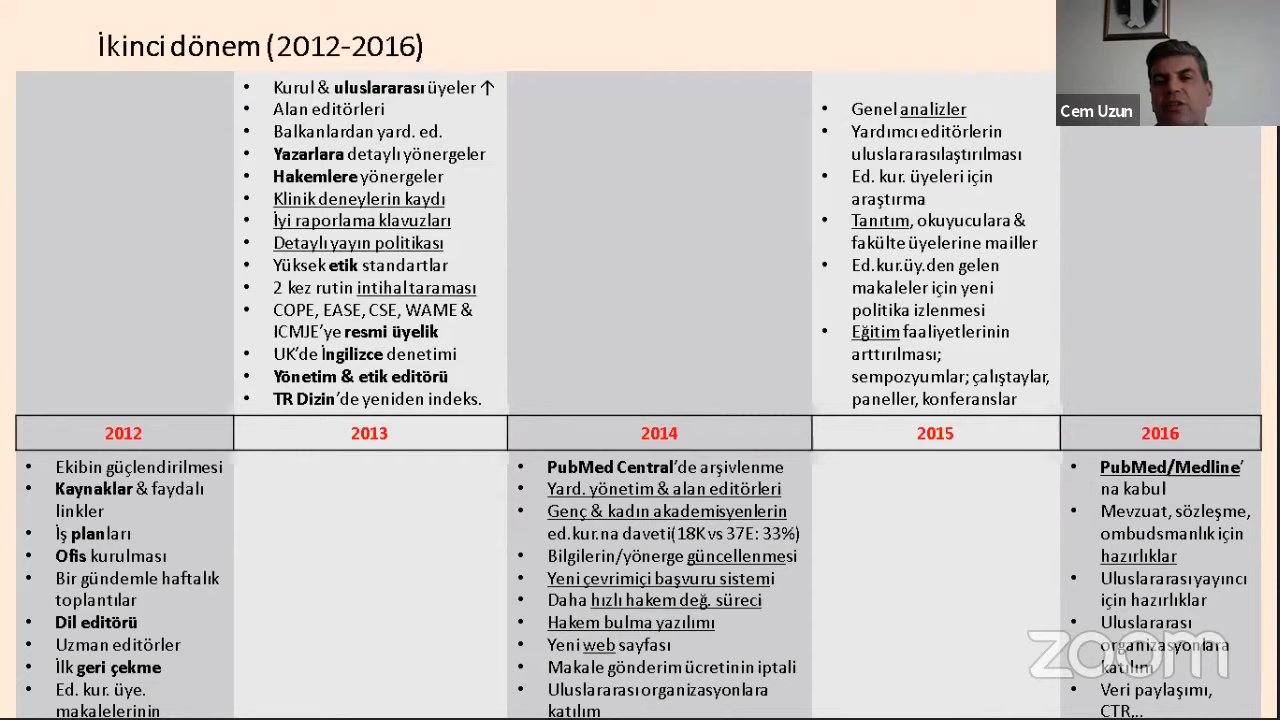 İkinci dönem (2012-2016)
Cem Uzun
• Kurul & uluslararası üyeler ↑
• Alan editörleri
• Balkanlardan yard. ed.
• Yazarlara detaylı yönergeler
• Hakemlere yönergeler
• Klinik deneylerin kaydı
• İyi raporlama klavuzları
• Detaylı yayın politikası
• Yüksek etik standartlar
• 2 kez rutin intihal taraması
• COPE, EASE, CSE, WAME &
ICMJE’ye resmi üyelik
• UK’de İngilizce denetimi
• Yönetim & etik editörü
• TR Dizin’de yeniden indeks.
• Genel analizler
• Yardımcı editörlerin
uluslararasılaştırılması
• Ed. kur. üyeleri için
araştırma
• Tanıtım, okuyuculara &
fakülte üyelerine mailler
• Ed.kur.üy.den gelen
makaleler için yeni
politika izlenmesi
• Eğitim faaliyetlerinin
arttırılması;
sempozyumlar; çalıştaylar,
paneller, konferanslar
2012 2013 2014 2015 2016
• Ekibin güçlendirilmesi
• Kaynaklar & faydalı
linkler
• İş planları
• Ofis kurulması
• Bir gündemle haftalık
toplantılar
• Dil editörü
• Uzman editörler
• İlk geri çekme
• Ed. kur. üye.
makalelerinin
• PubMed Central’de arşivlenme
• Yard. yönetim & alan editörleri
• Genç & kadın akademisyenlerin
ed.kur.na daveti(18K vs 37E: 33%)
• Bilgilerin/yönerge güncellenmesi
• Yeni çevrimiçi başvuru sistemi
• Daha hızlı hakem değ. süreci
• Hakem bulma yazılımı
• Yeni web sayfası
• Makale gönderim ücretinin iptali
• Uluslararası organizasyonlara
katılım
• PubMed/Medline’
na kabul
• Mevzuat, sözleşme,
ombudsmanlık için
hazırlıklar
• Uluslararası yayıncı
için hazırlıklar
• Uluslararası
organizasyonlara
katılım
• Veri paylaşımı,
CTR,..
zoom